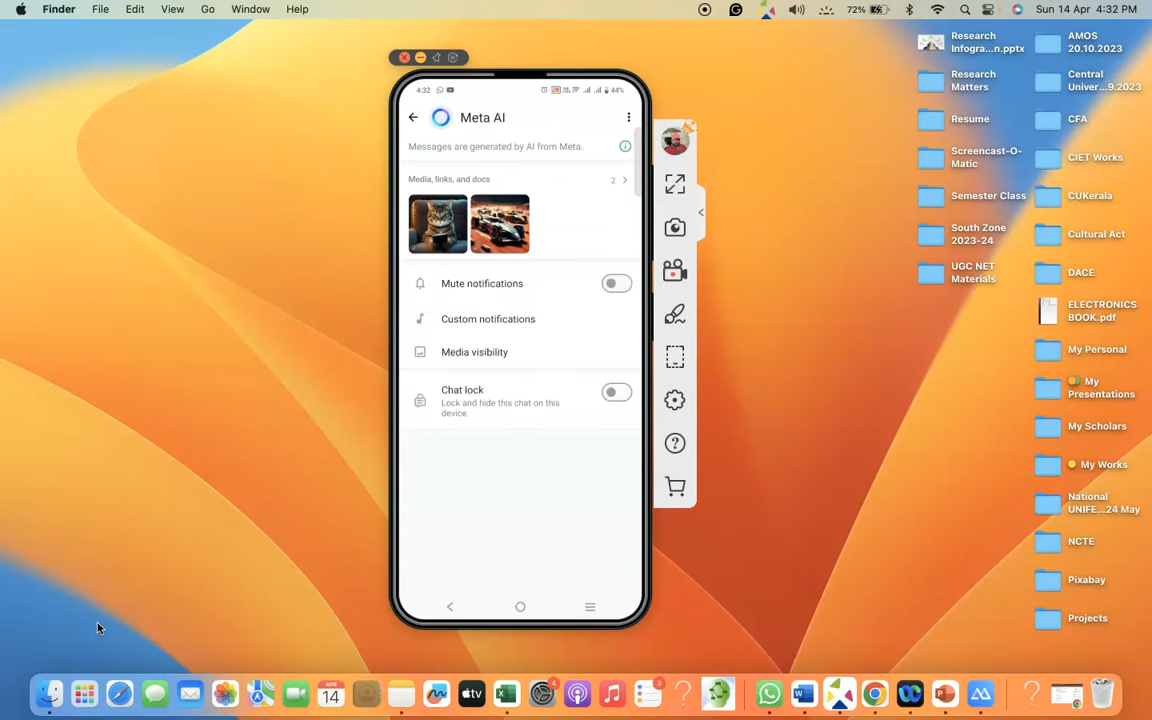 Finder File Edit View Go Window Help
72% Sun 14 Apr 4:32 PM
4:32 44%
Meta AI
Messages are generated by AI from Meta.
Media, links, and docs
2
Mute notifications
Custom notifications
Media visibility
Chat lock
Lock and hide this chat on this
device.
Research
Infogra...n.pptx
Research
Matters
Resume
Screencast-O-
Matic
Semester Class
South Zone
2023-24
UGC NET
Materials
AMOS
20.10.2023
Central
Univer...9.2023
CFA
CIET Works
CUKerala
Cultural Act
DACE
ELECTRONICS
BOOK.pdf
My Personal
My
Presentations
My Scholars
My Works
National
UNIFE...24 May
NCTE
Pixabay
Projects
APR
14
tv
4
3